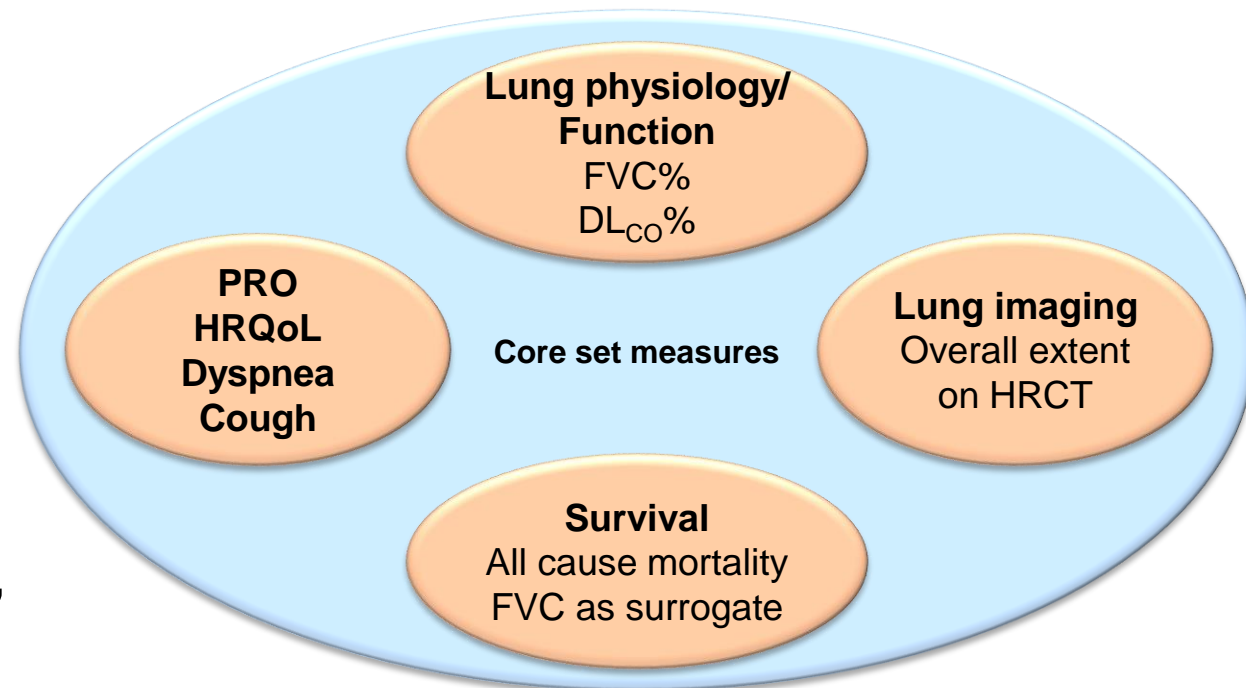 Lung physiology/
Function
FVC%
DL_CO%
PRO
HRQoL
Dyspnea
Cough
Core set measures
Lung imaging
Overall extent
on HRCT
Survival
All cause mortality
FVC as surrogate
,